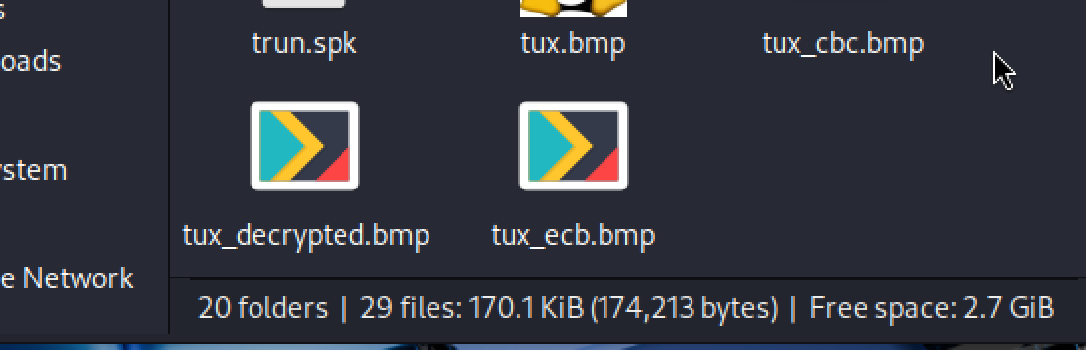 s
trun.spk tux.bmp tux_cbc.bmp
oads
ystem
tux_decrypted.bmp tux_ecb.bmp
e Network
20 folders | 29 files: 170.1 KiB (174,213 bytes) | Free space: 2.7 GiB